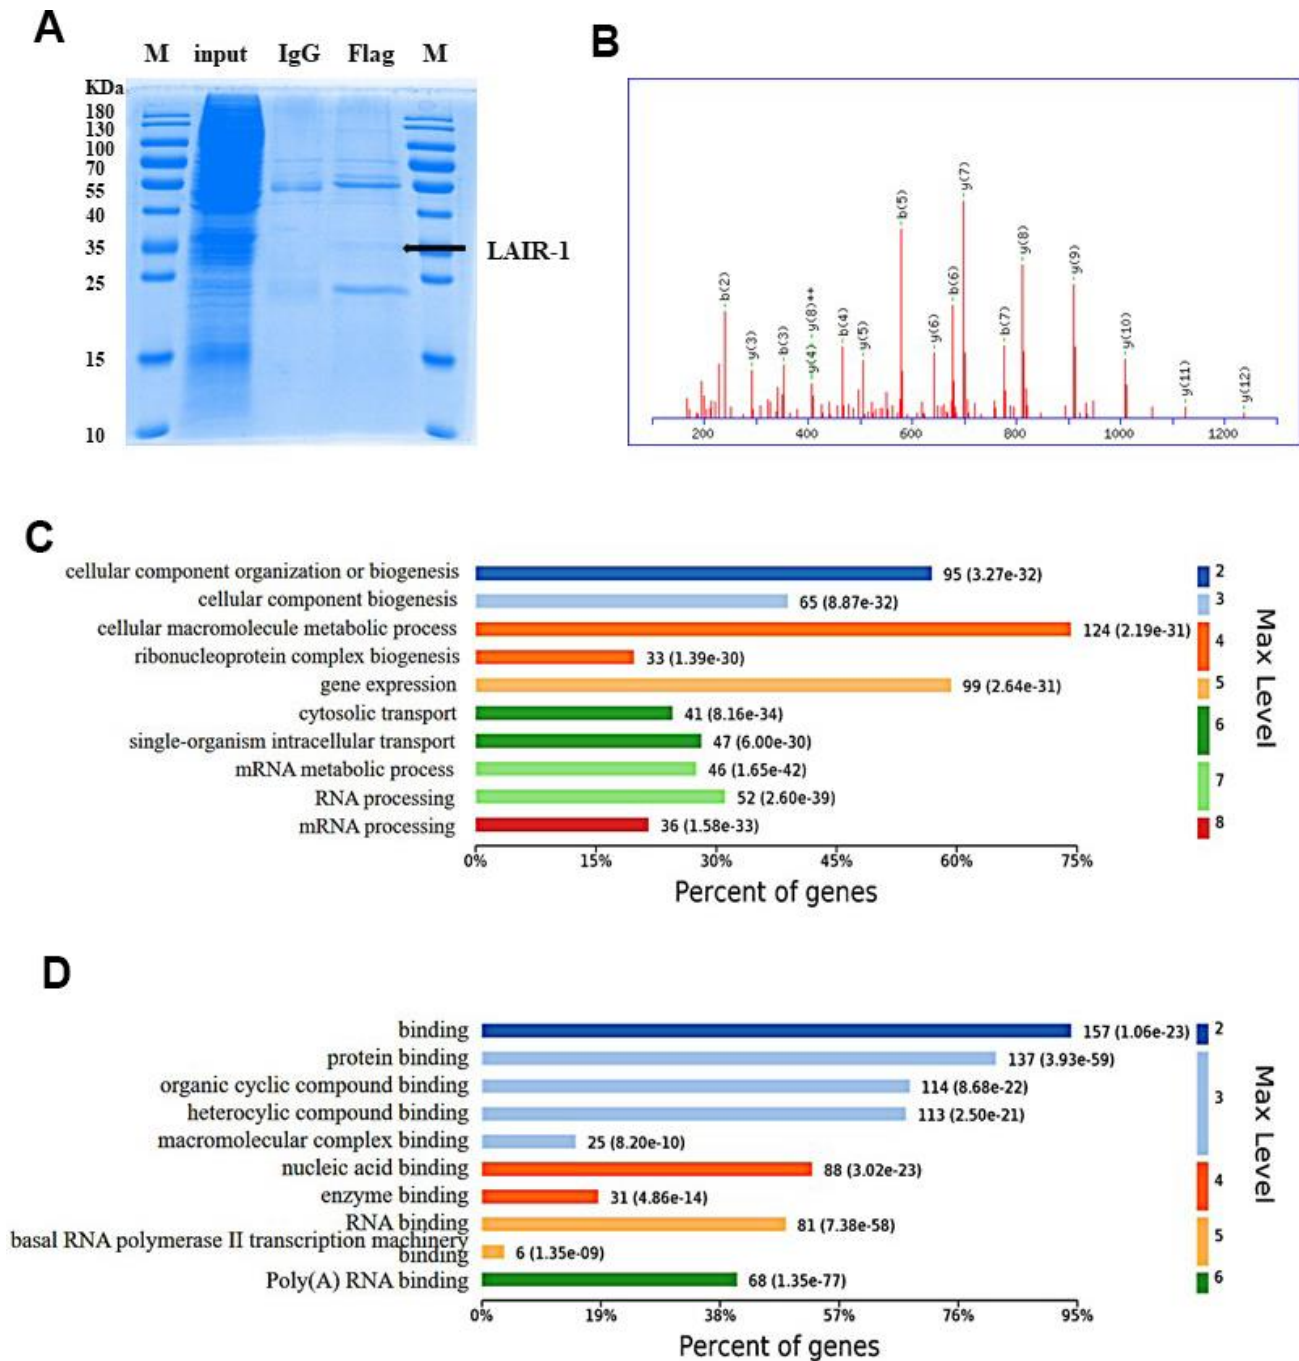 A
M input IgG Flag M
KDa
180
130
100
70
55
40
35
25
15
10
LAIR-1
B
b(2)
y(3)
b(3)
y(4)
y(8)++
b(4)
y(5)
b(5)
y(6)
b(6)
y(7)
b(7)
y(8)
y(9)
y(10)
y(11)
y(12)
200 400 600 800 1000 1200
C
cellular component organization or biogenesis 95 (3.27e-32)
cellular component biogenesis 65 (8.87e-32)
cellular macromolecule metabolic process 124 (2.19e-31)
ribonucleoprotein complex biogenesis 33 (1.39e-30)
gene expression 99 (2.64e-31)
cytosolic transport 41 (8.16e-34)
single-organism intracellular transport 47 (6.00e-30)
mRNA metabolic process 46 (1.65e-42)
RNA processing 52 (2.60e-39)
mRNA processing 36 (1.58e-33)
2
3
4
5
6
7
8
Max Level
0% 15% 30% 45% 60% 75%
Percent of genes
D
binding 157 (1.06e-23)
protein binding 137 (3.93e-59)
organic cyclic compound binding 114 (8.68e-22)
heterocylic compound binding 113 (2.50e-21)
macromolecular complex binding 25 (8.20e-10)
nucleic acid binding 88 (3.02e-23)
enzyme binding 31 (4.86e-14)
RNA binding 81 (7.38e-58)
basal RNA polymerase II transcription machinery
binding 6 (1.35e-09)
Poly(A) RNA binding 68 (1.35e-77)
2
3
4
5
6
Max Level
0% 19% 38% 57% 76% 95%
Percent of genes